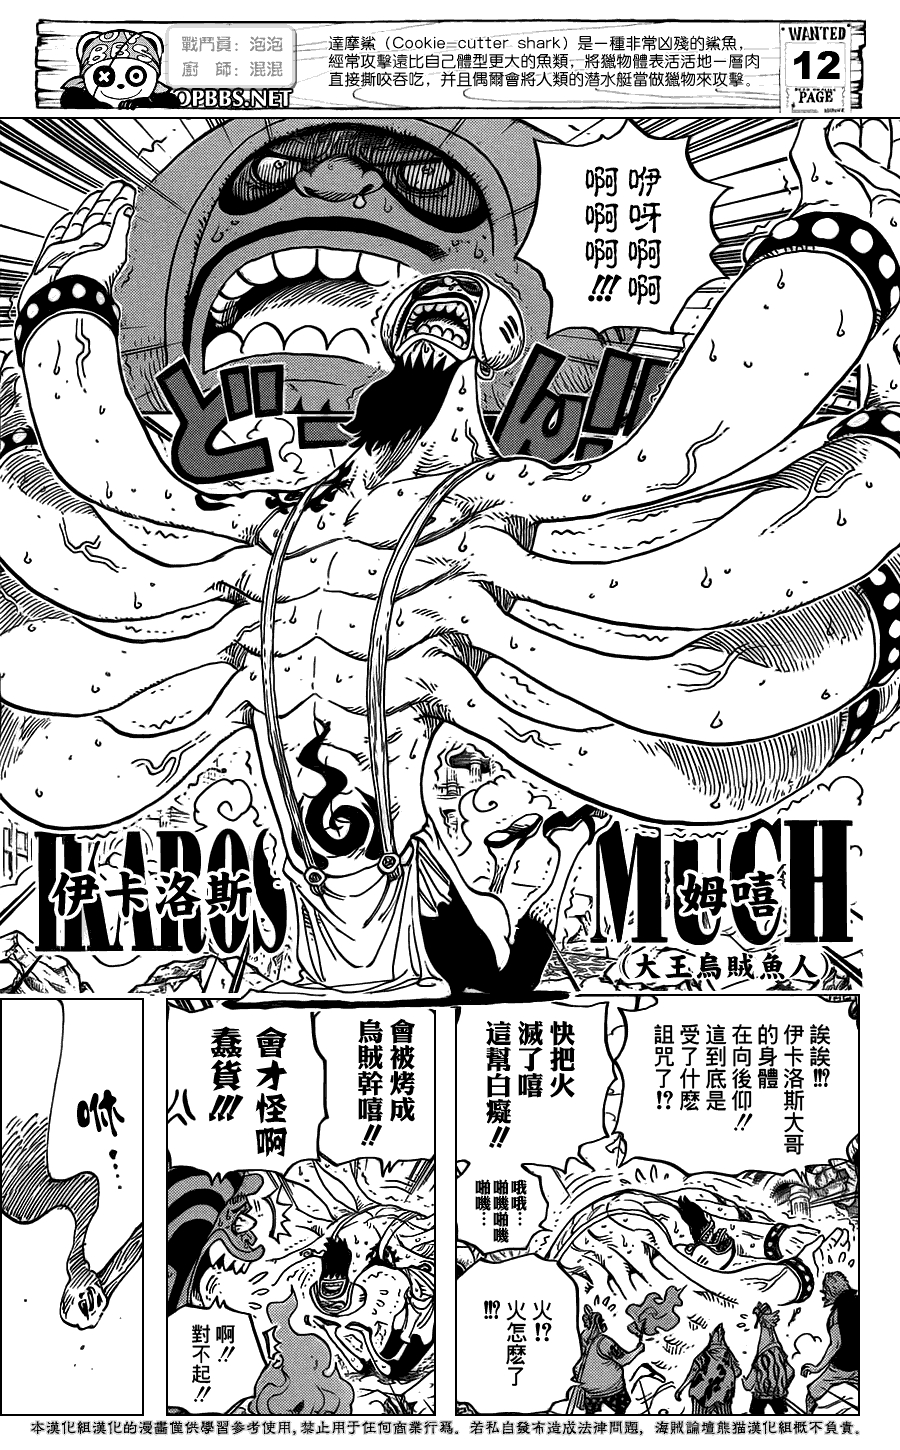 戰鬥員：泡泡
廚　師：混混
OPBBS.NET
達摩鯊（Cookie-cutter shark）是一種非常凶殘的鯊魚，
經常攻擊遠比自己體型更大的魚類，將獵物體表活活地一層肉
直接撕咬吞吃，并且偶爾會將人類的潛水艇當做獵物來攻擊。
WANTED
12
PAGE
咿呀啊啊
啊啊啊啊!!!
ど
ー
ん
!!
IKAROS
伊卡洛斯
MUCH
姆嘻
（大王烏賊魚人）
誒誒!!?
伊卡洛斯大哥
的身體
在向後仰!!
這到底是
受了什麽
詛咒了!?
快把火
滅了嘻
這幫白癡!!
哦哦…
啪嘰啪嘰
啪嘰…
火!?
火怎麽了
!!?
會被烤成
烏賊幹嘻!!
會才怪啊
蠢貨!!!
啊!!
對不起!!
咻…
本漢化組漢化的漫畫僅供學習參考使用,禁止用于任何商業行爲。若私自發布造成法律問題，海賊論壇熊猫漢化組概不負責。